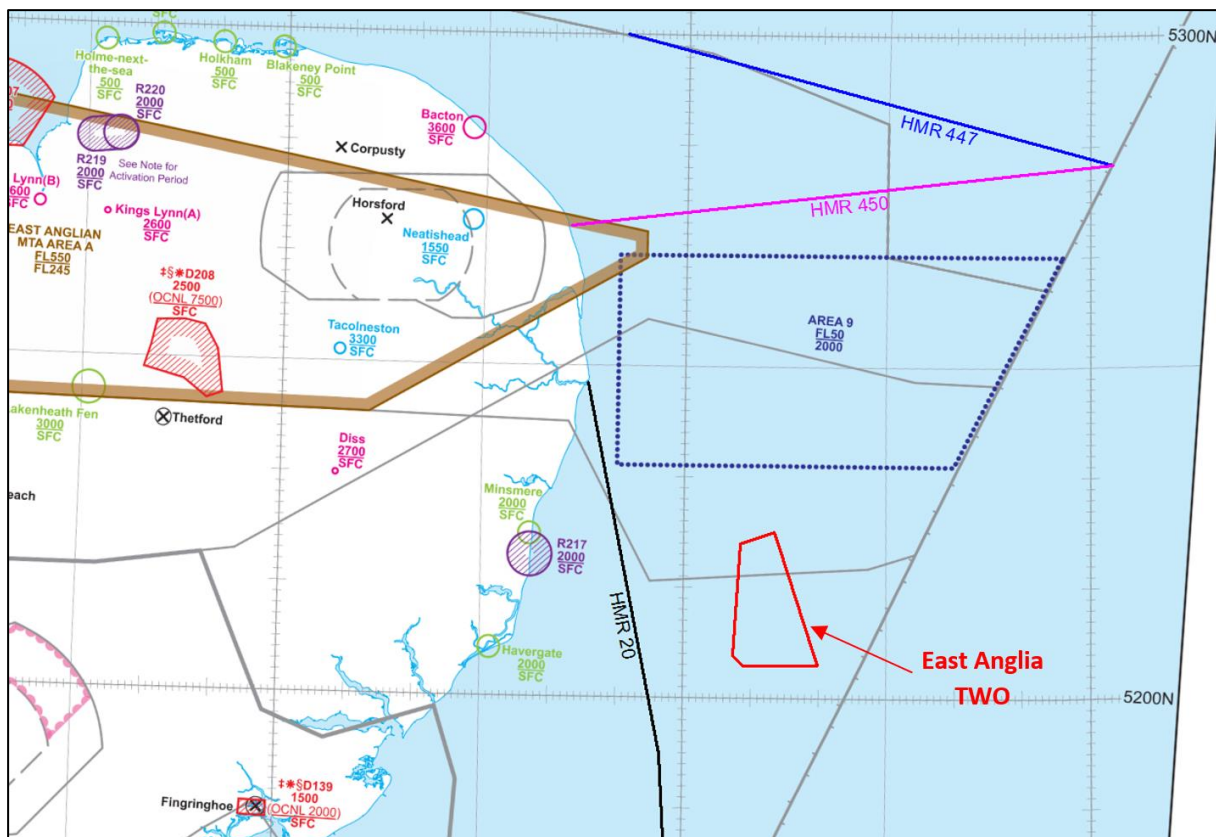 SFC
Holme-next-
the-sea
500
SFC
Holkham
500
SFC
Blakeney Point
500
SFC
5300N
R220
2000
SFC
R219
2000
SFC
See Note for
Activation Period
Bacton
3600
SFC
Corpusty
HMR 447
HMR 450
Lynn(B)
SFC
Kings Lynn(A)
2600
SFC
Horsford
Neatishead
1550
SFC
EAST ANGLIAN
MTA AREA A
FL550
FL245
‡§✱D208
2500
(OCNL 7500)
SFC
Tacolneston
3300
SFC
AREA 9
FL50
2000
Lakenheath Fen
3000
SFC
Thetford
Diss
2700
SFC
each
Minsmere
2000
SFC
R217
2000
SFC
HMR 20
Havergate
2000
SFC
East Anglia
TWO
5200N
‡✱§D139
1500
(OCNL 2000)
SFC
Fingringhoe